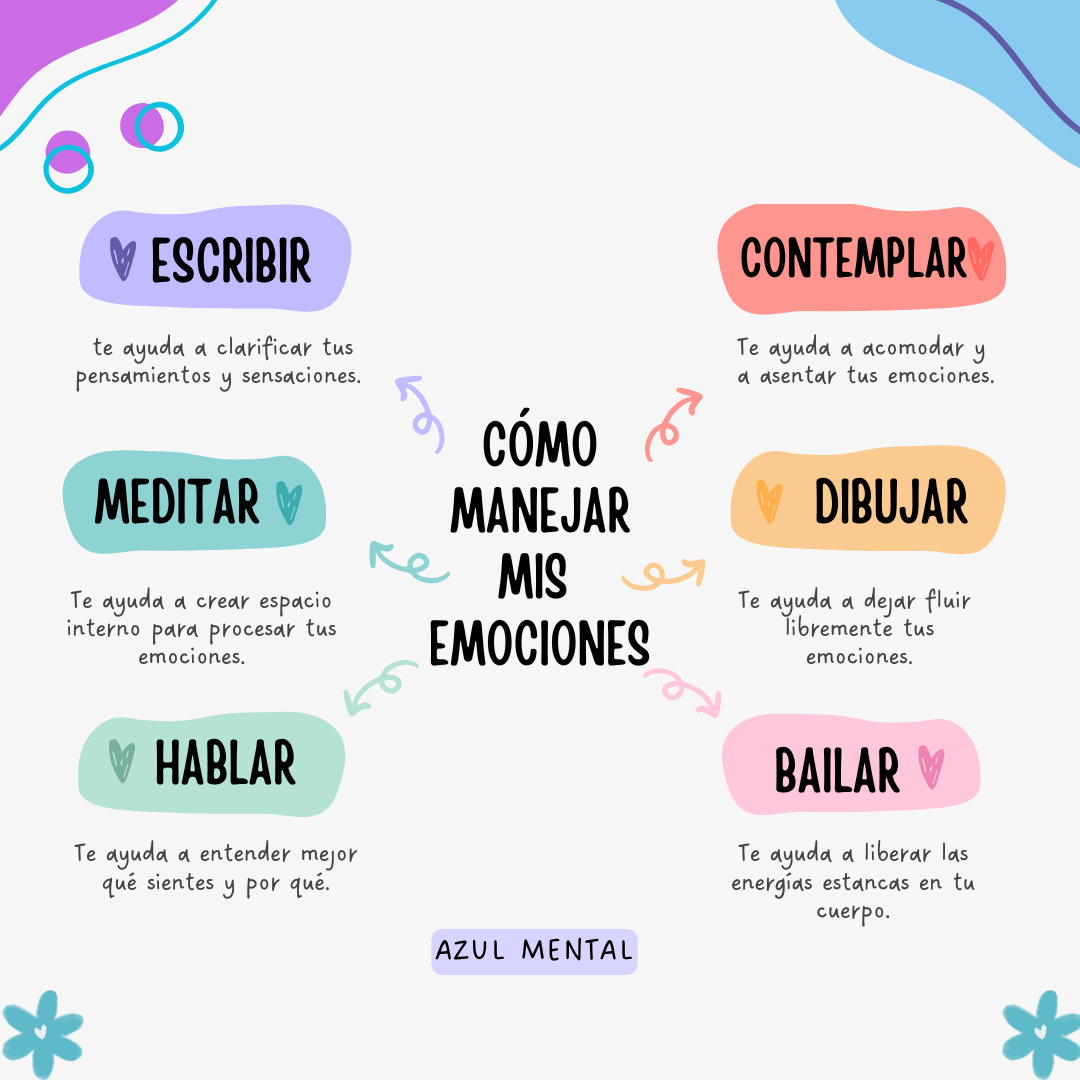 ESCRIBIR
te ayuda a clarificar tus
pensamientos y sensaciones.
MEDITAR
Te ayuda a crear espacio
interno para procesar tus
emociones.
HABLAR
Te ayuda a entender mejor
qué sientes y por qué.
CÓMO
MANEJAR
MIS
EMOCIONES
CONTEMPLAR
Te ayuda a acomodar y
a asentar tus emociones.
DIBUJAR
Te ayuda a dejar fluir
libremente tus
emociones.
BAILAR
Te ayuda a liberar las
energías estancas en tu
cuerpo.
AZUL MENTAL